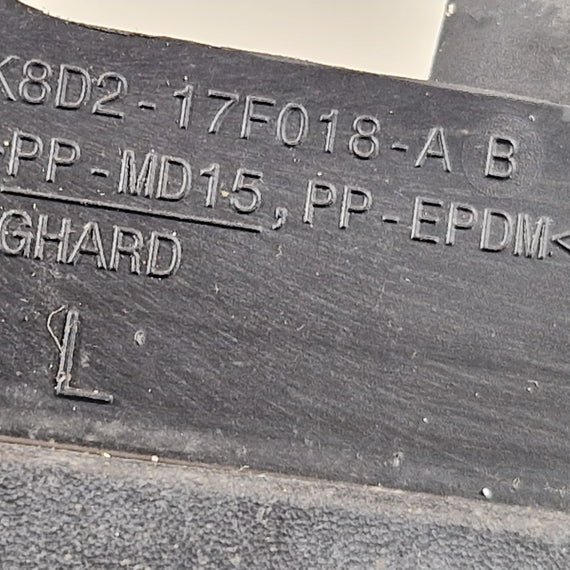 K8D2-17F018-A B
PP-MD15, PP-EPDM<
GHARD
L